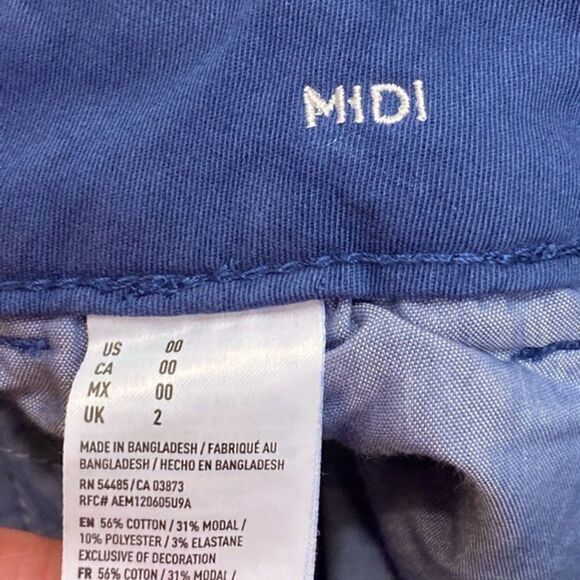 MIDI
US 00
CA 00
MX 00
UK 2
MADE IN BANGLADESH / FABRIQUÉ AU
BANGLADESH / HECHO EN BANGLADESH
RN 54485/CA 03873
RFC# AEM120605U9A
EN 56% COTTON / 31% MODAL /
10% POLYESTER / 3% ELASTANE
EXCLUSIVE OF DECORATION
FR 56% COTON / 31% MODAL /